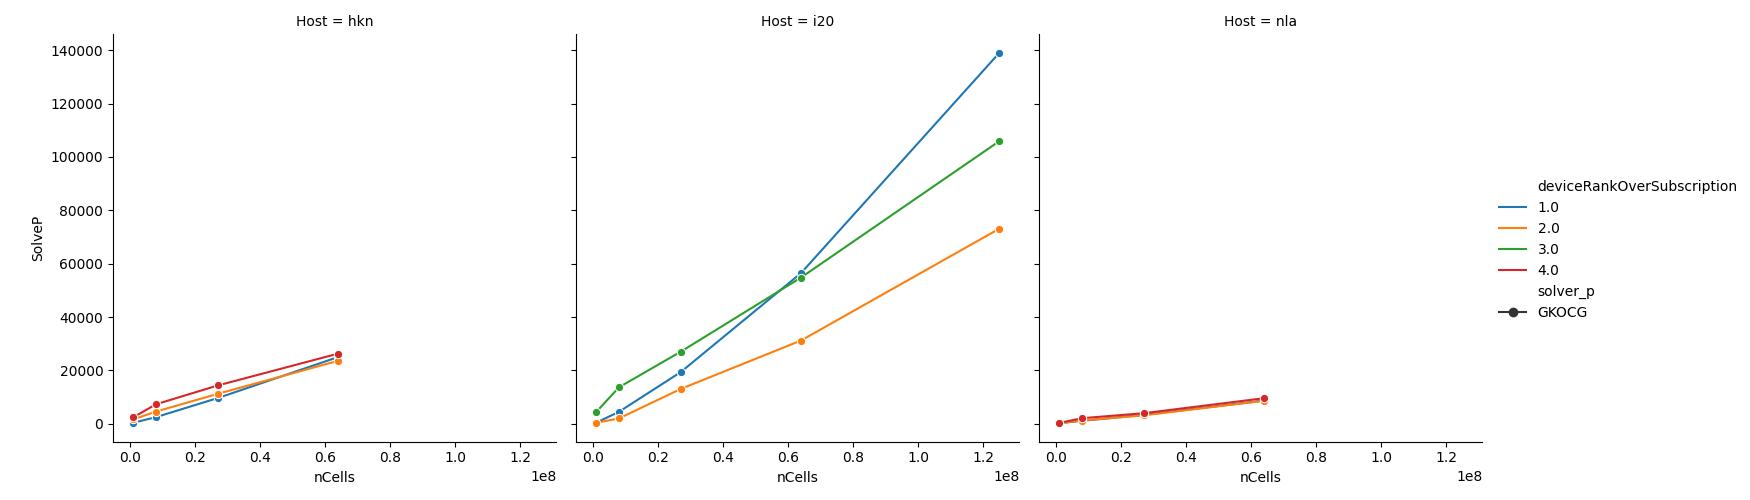 Host = hkn
Host = i20
Host = nla
140000
120000
100000
80000
60000
40000
20000
0
SolveP
0.0 0.2 0.4 0.6 0.8 1.0 1.2
1e8
nCells
0.0 0.2 0.4 0.6 0.8 1.0 1.2
1e8
nCells
0.0 0.2 0.4 0.6 0.8 1.0 1.2
1e8
nCells
deviceRankOverSubscription
1.0
2.0
3.0
4.0
solver_p
GKOCG